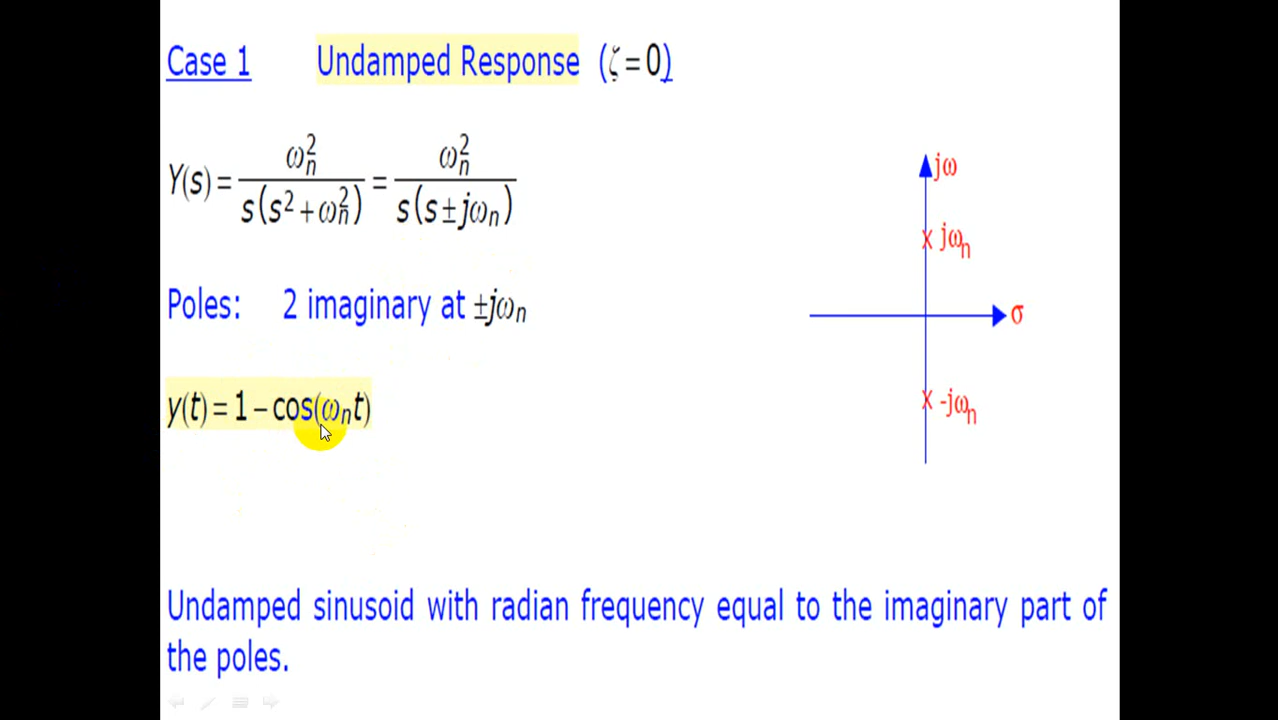 Case 1 Undamped Response (ζ = 0)
Y(s) = ωn² / s(s² + ωn²) = ωn² / s(s ± jωn)
Poles: 2 imaginary at ±jωn
y(t) = 1 − cos(ωnt)
jω
jωn
σ
-jωn
Undamped sinusoid with radian frequency equal to the imaginary part of
the poles.